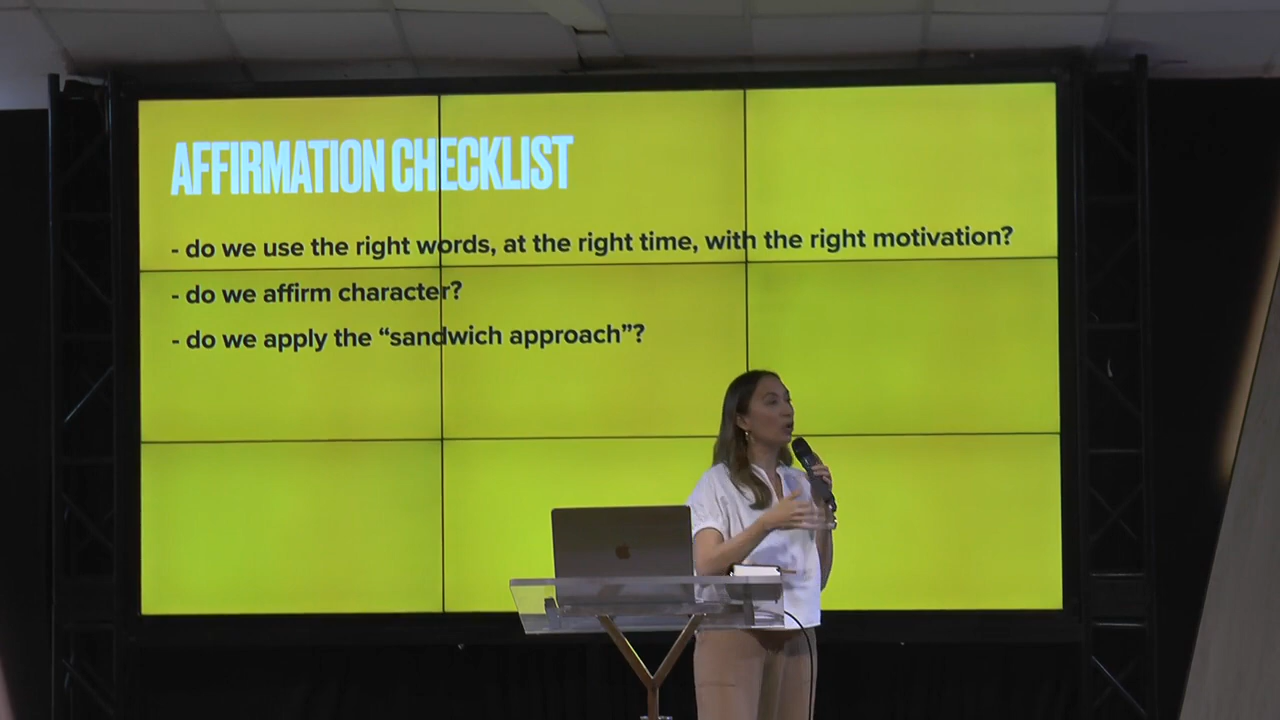 AFFIRMATION CHECKLIST
- do we use the right words, at the right time, with the right motivation?
- do we affirm character?
- do we apply the “sandwich approach”?